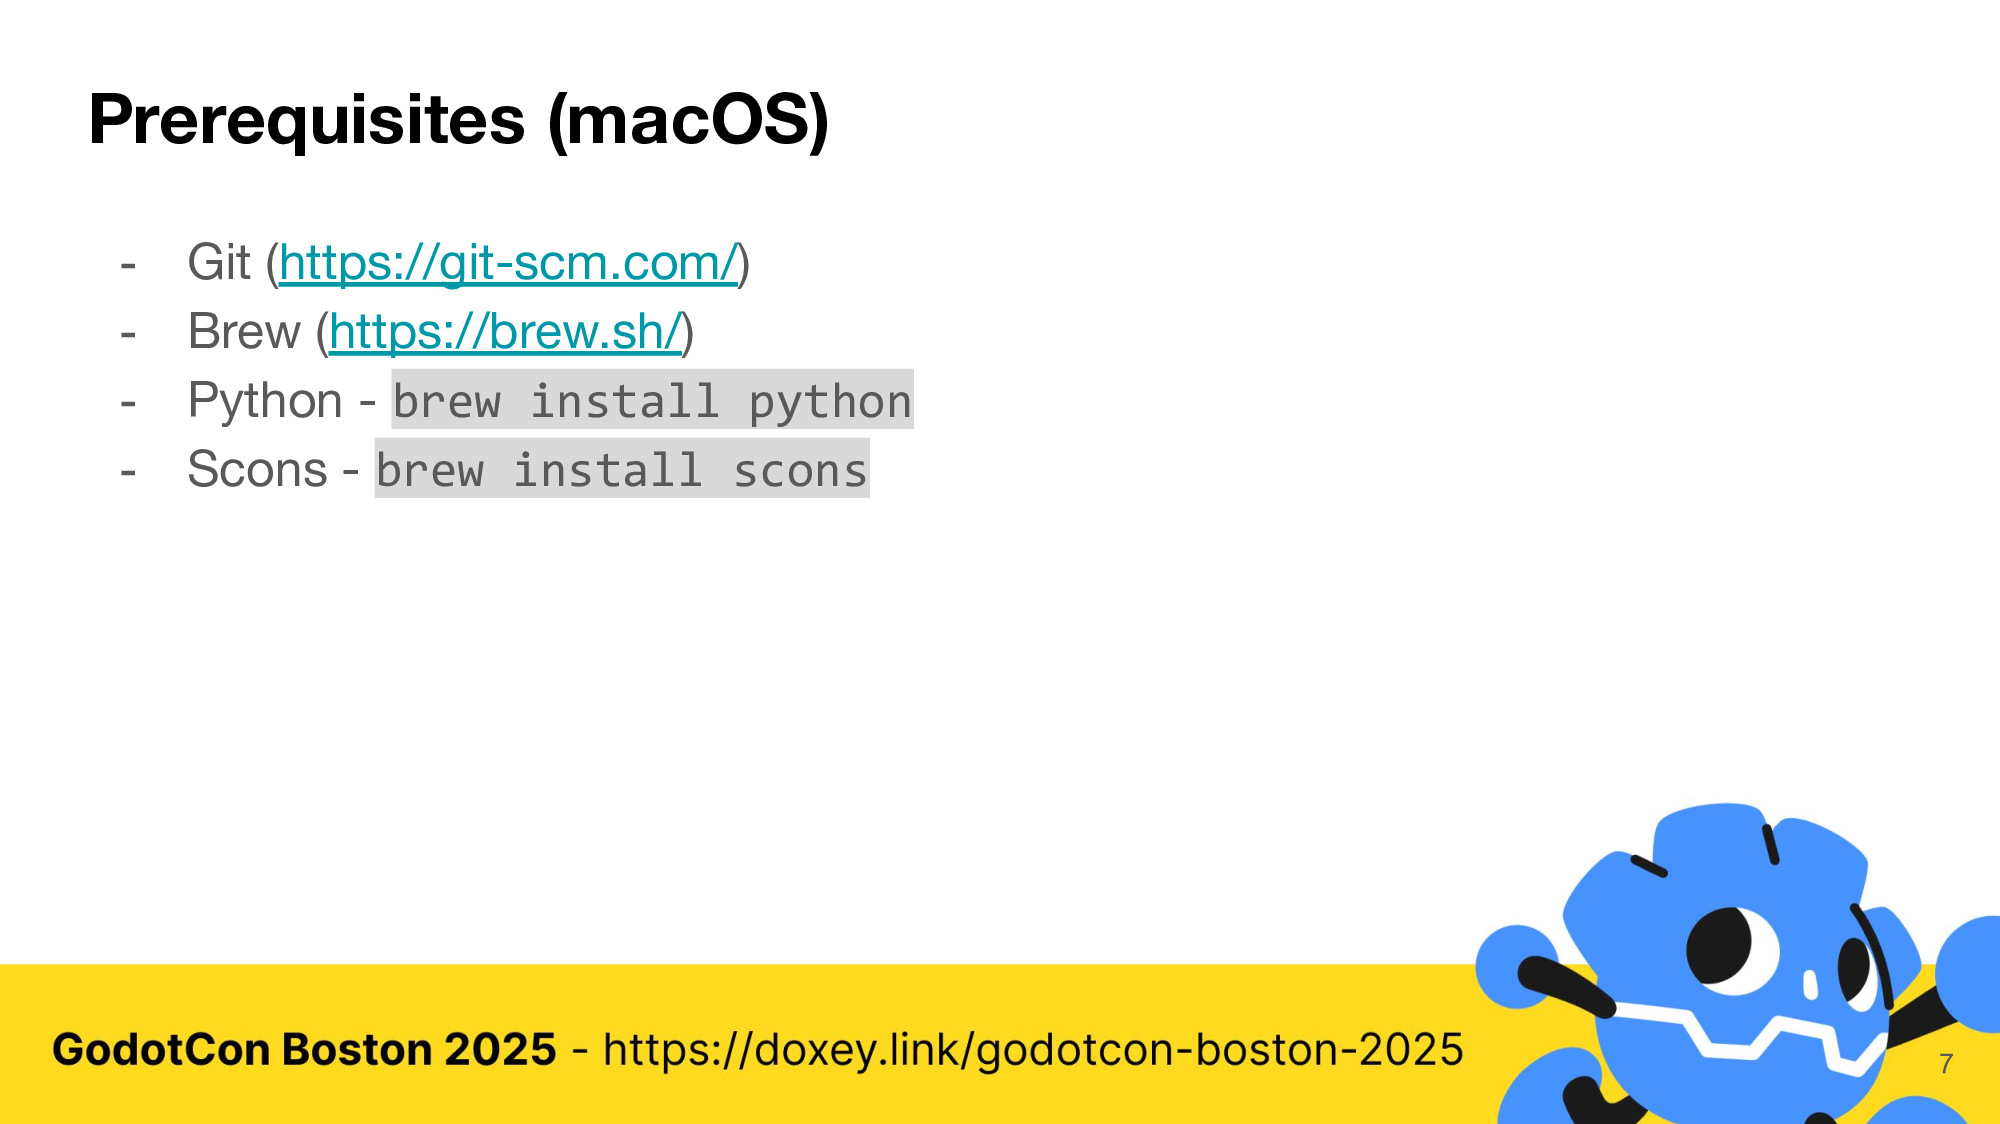 Prerequisites (macOS)
- Git (https://git-scm.com/)
- Brew (https://brew.sh/)
- Python - brew install python
- Scons - brew install scons
GodotCon Boston 2025 - https://doxey.link/godotcon-boston-2025
7